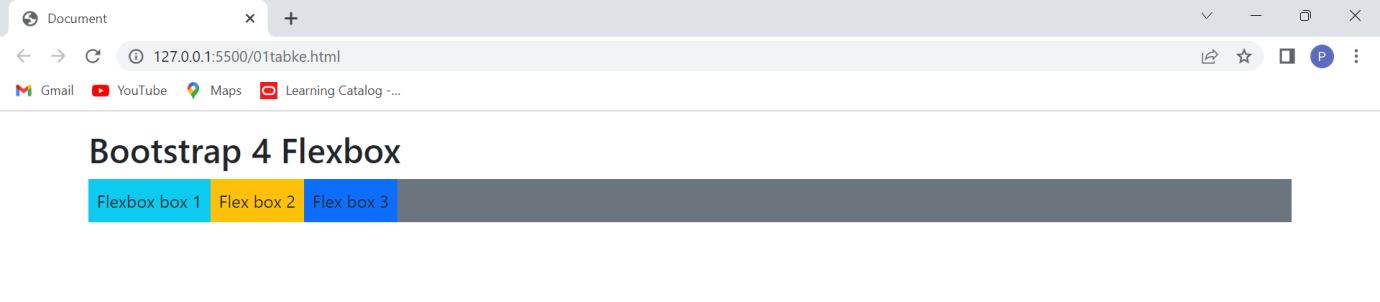 Document
127.0.0.1:5500/01tabke.html
P
Gmail YouTube Maps Learning Catalog -...
Bootstrap 4 Flexbox
Flexbox box 1 Flex box 2 Flex box 3